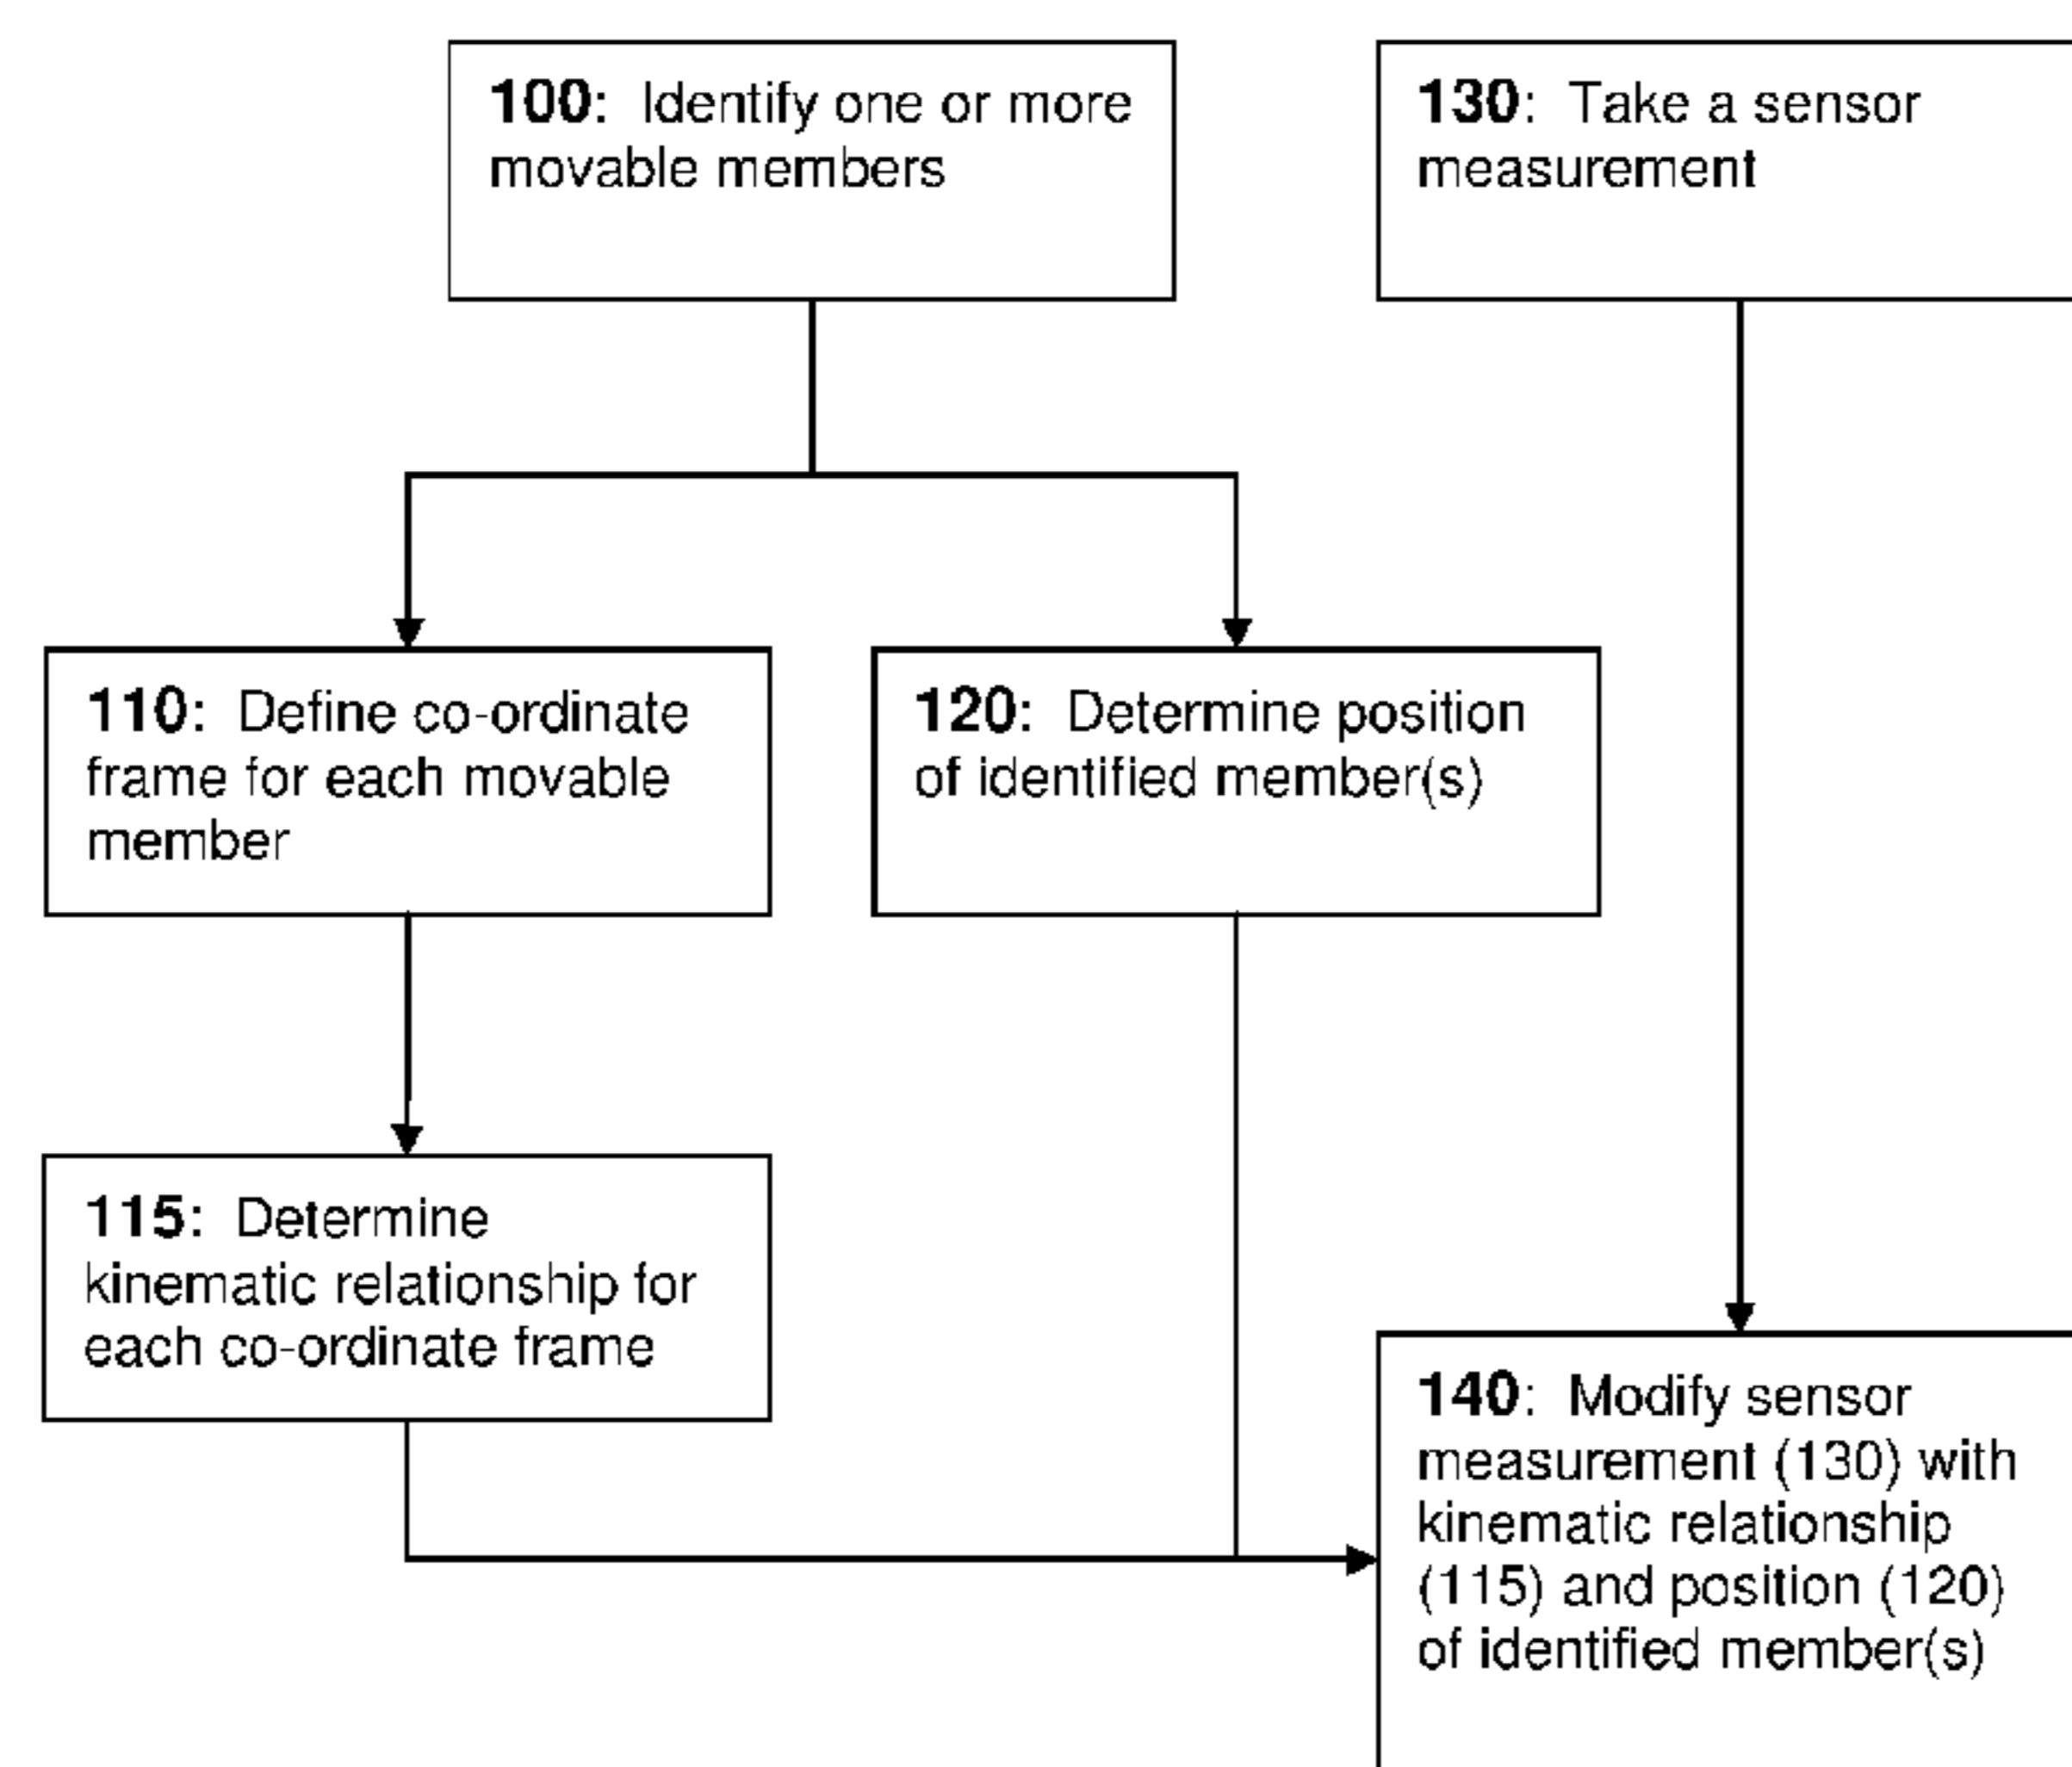 100: Identify one or more
movable members
130: Take a sensor
measurement
110: Define co-ordinate
frame for each movable
member
120: Determine position
of identified member(s)
115: Determine
kinematic relationship for
each co-ordinate frame
140: Modify sensor
measurement (130) with
kinematic relationship
(115) and position (120)
of identified member(s)